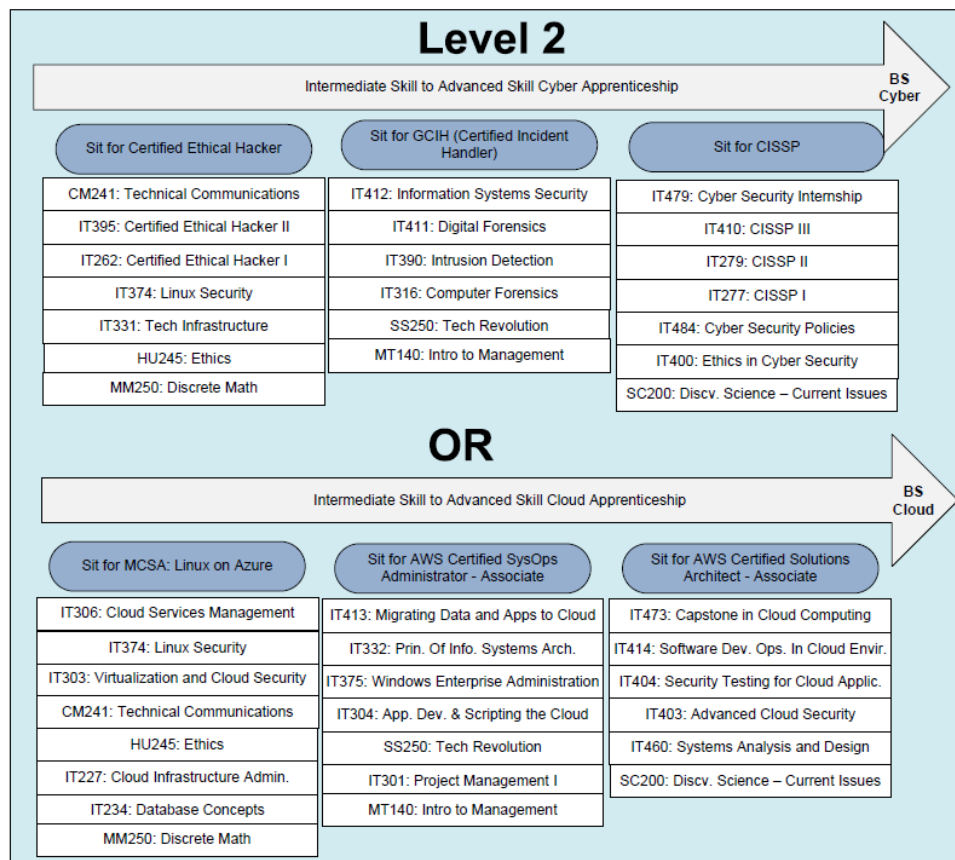 Level 2
Intermediate Skill to Advanced Skill Cyber Apprenticeship
BS
Cyber
Sit for Certified Ethical Hacker
CM241: Technical Communications
IT395: Certified Ethical Hacker II
IT262: Certified Ethical Hacker I
IT374: Linux Security
IT331: Tech Infrastructure
HU245: Ethics
MM250: Discrete Math
Sit for GCIH (Certified Incident
Handler)
IT412: Information Systems Security
IT411: Digital Forensics
IT390: Intrusion Detection
IT316: Computer Forensics
SS250: Tech Revolution
MT140: Intro to Management
Sit for CISSP
IT479: Cyber Security Internship
IT410: CISSP III
IT279: CISSP II
IT277: CISSP I
IT484: Cyber Security Policies
IT400: Ethics in Cyber Security
SC200: Discv. Science – Current Issues
OR
Intermediate Skill to Advanced Skill Cloud Apprenticeship
BS
Cloud
Sit for MCSA: Linux on Azure
IT306: Cloud Services Management
IT374: Linux Security
IT303: Virtualization and Cloud Security
CM241: Technical Communications
HU245: Ethics
IT227: Cloud Infrastructure Admin.
IT234: Database Concepts
MM250: Discrete Math
Sit for AWS Certified SysOps
Administrator - Associate
IT413: Migrating Data and Apps to Cloud
IT332: Prin. Of Info. Systems Arch.
IT375: Windows Enterprise Administration
IT304: App. Dev. & Scripting the Cloud
SS250: Tech Revolution
IT301: Project Management I
MT140: Intro to Management
Sit for AWS Certified Solutions
Architect - Associate
IT473: Capstone in Cloud Computing
IT414: Software Dev. Ops. In Cloud Envir.
IT404: Security Testing for Cloud Applic.
IT403: Advanced Cloud Security
IT460: Systems Analysis and Design
SC200: Discv. Science – Current Issues